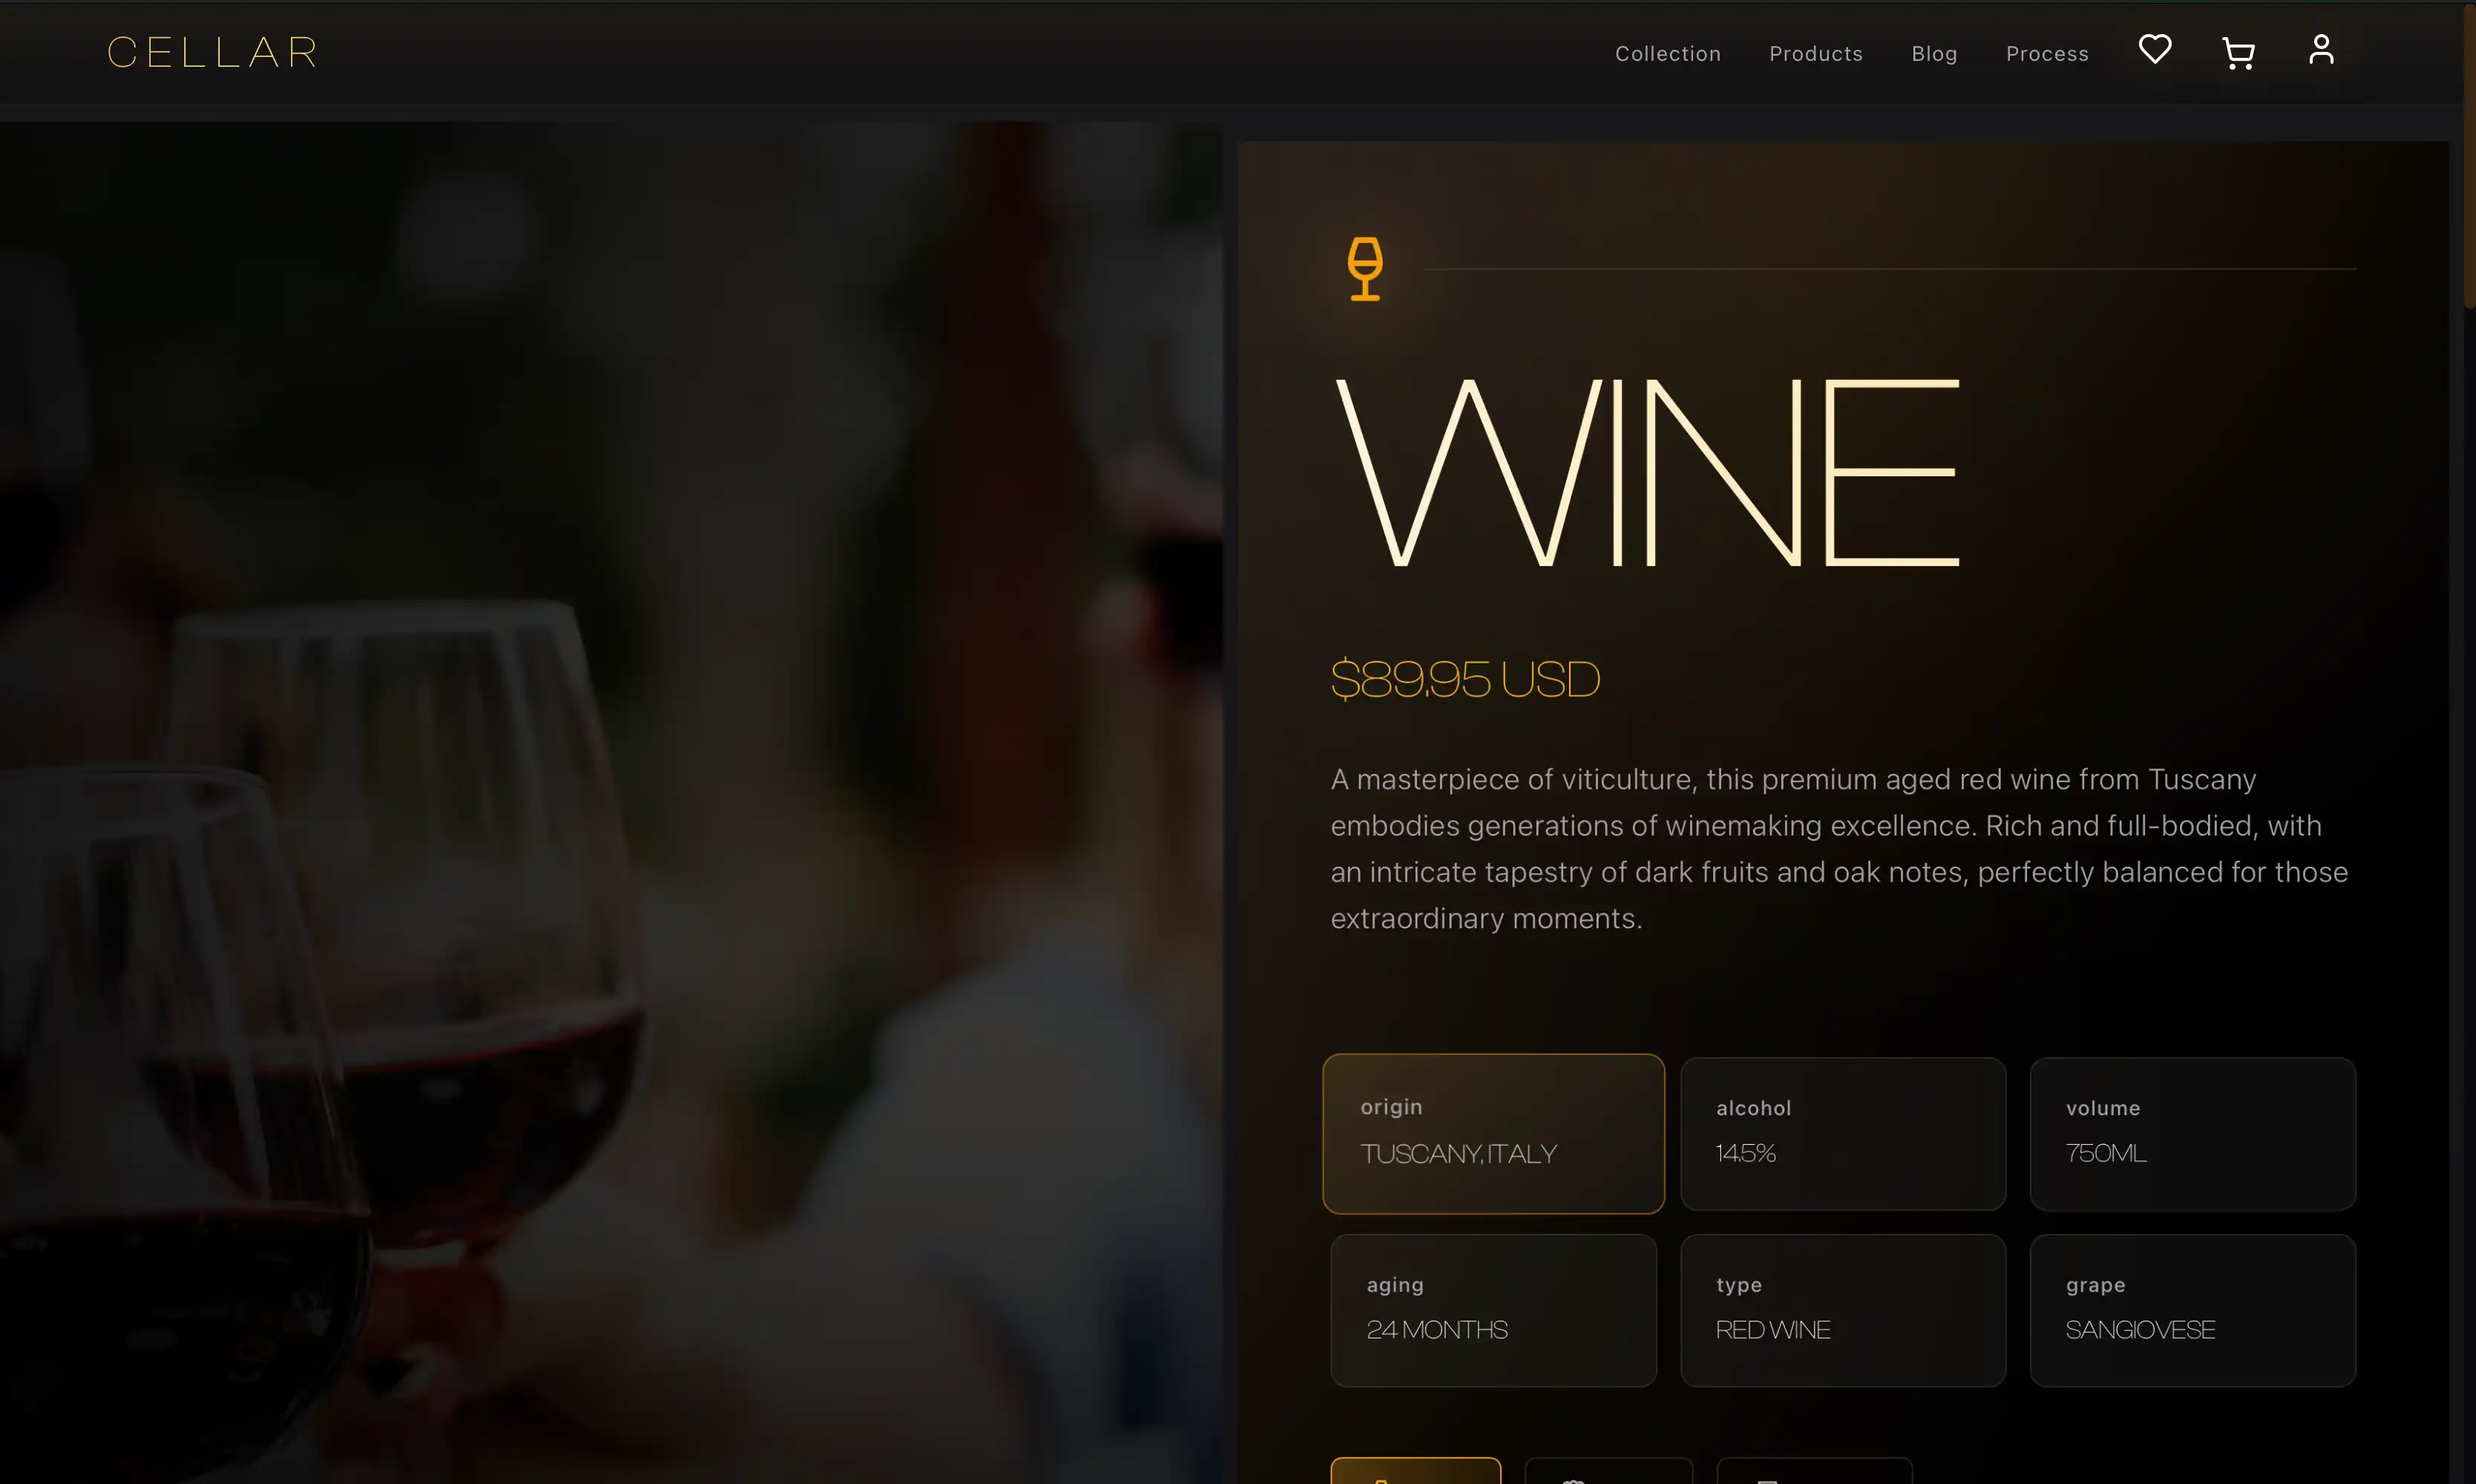 CELLAR
Collection Products Blog Process
WINE
$89.95 USD
A masterpiece of viticulture, this premium aged red wine from Tuscany
embodies generations of winemaking excellence. Rich and full-bodied, with
an intricate tapestry of dark fruits and oak notes, perfectly balanced for those
extraordinary moments.
origin
TUSCANY, ITALY
alcohol
14.5%
volume
750ML
aging
24 MONTHS
type
RED WINE
grape
SANGIOVESE